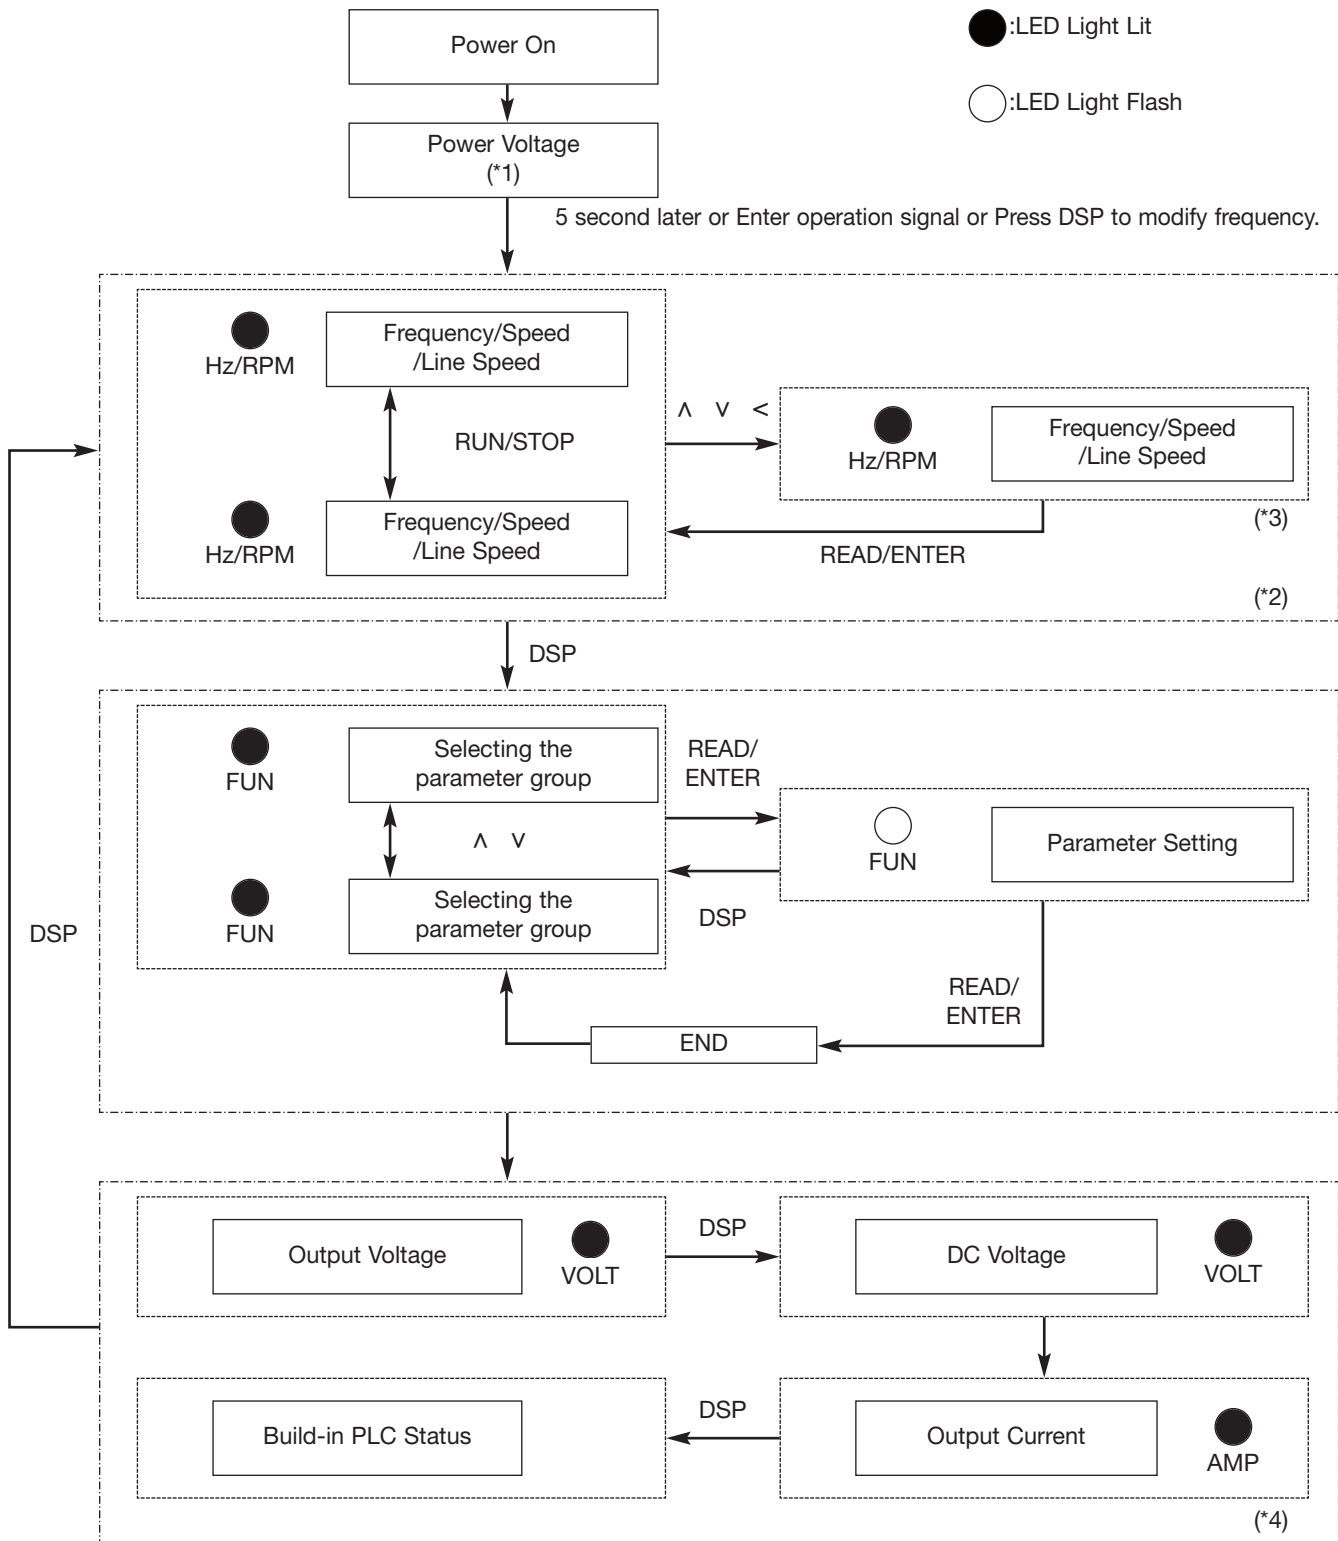 Power On
:LED Light Lit
:LED Light Flash
Power Voltage
(*1)
5 second later or Enter operation signal or Press DSP to modify frequency.
Hz/RPM
Frequency/Speed
/Line Speed
RUN/STOP
Hz/RPM
Frequency/Speed
/Line Speed
∧ ∨ <
Hz/RPM
Frequency/Speed
/Line Speed
(*3)
READ/ENTER
(*2)
DSP
FUN
Selecting the
parameter group
∧ ∨
FUN
Selecting the
parameter group
READ/
ENTER
FUN
Parameter Setting
DSP
READ/
ENTER
END
DSP
Output Voltage
VOLT
DSP
DC Voltage
VOLT
Build-in PLC Status
DSP
Output Current
AMP
(*4)